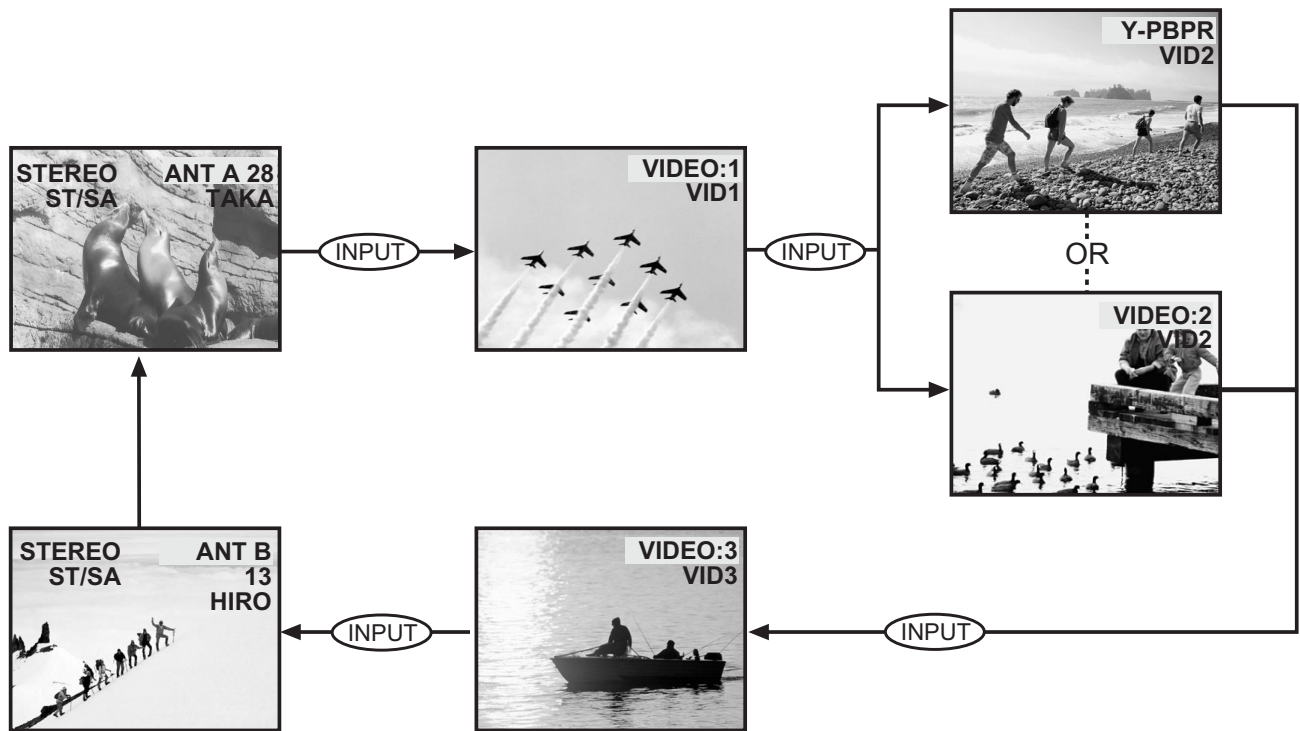 STEREO
ST/SA
ANT A 28
TAKA
INPUT
VIDEO:1
VID1
INPUT
Y-PBPR
VID2
OR
VIDEO:2
VID2
INPUT
VIDEO:3
VID3
INPUT
STEREO
ST/SA
ANT B
13
HIRO